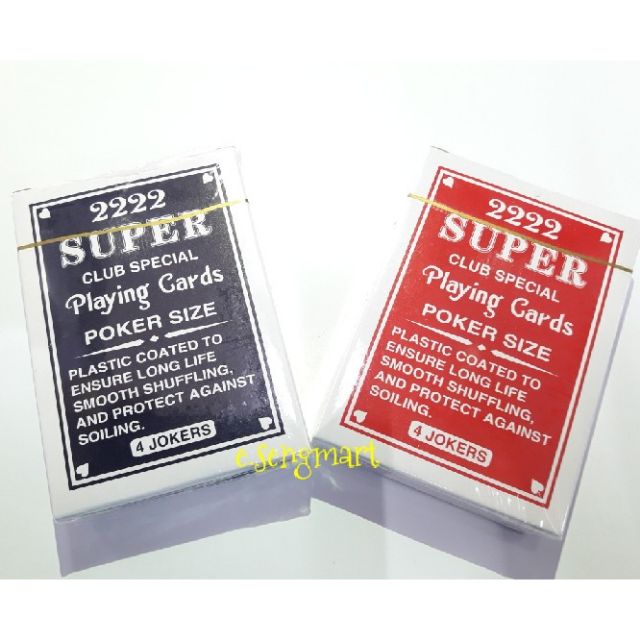 2222
SUPER
CLUB SPECIAL
Playing Cards
POKER SIZE
PLASTIC COATED TO
ENSURE LONG LIFE
SMOOTH SHUFFLING,
AND PROTECT AGAINST
SOILING.
4 JOKERS
2222
SUPER
CLUB SPECIAL
Playing Cards
POKER SIZE
PLASTIC COATED TO
ENSURE LONG LIFE
SMOOTH SHUFFLING,
AND PROTECT AGAINST
SOILING.
4 JOKERS
e.sengmart